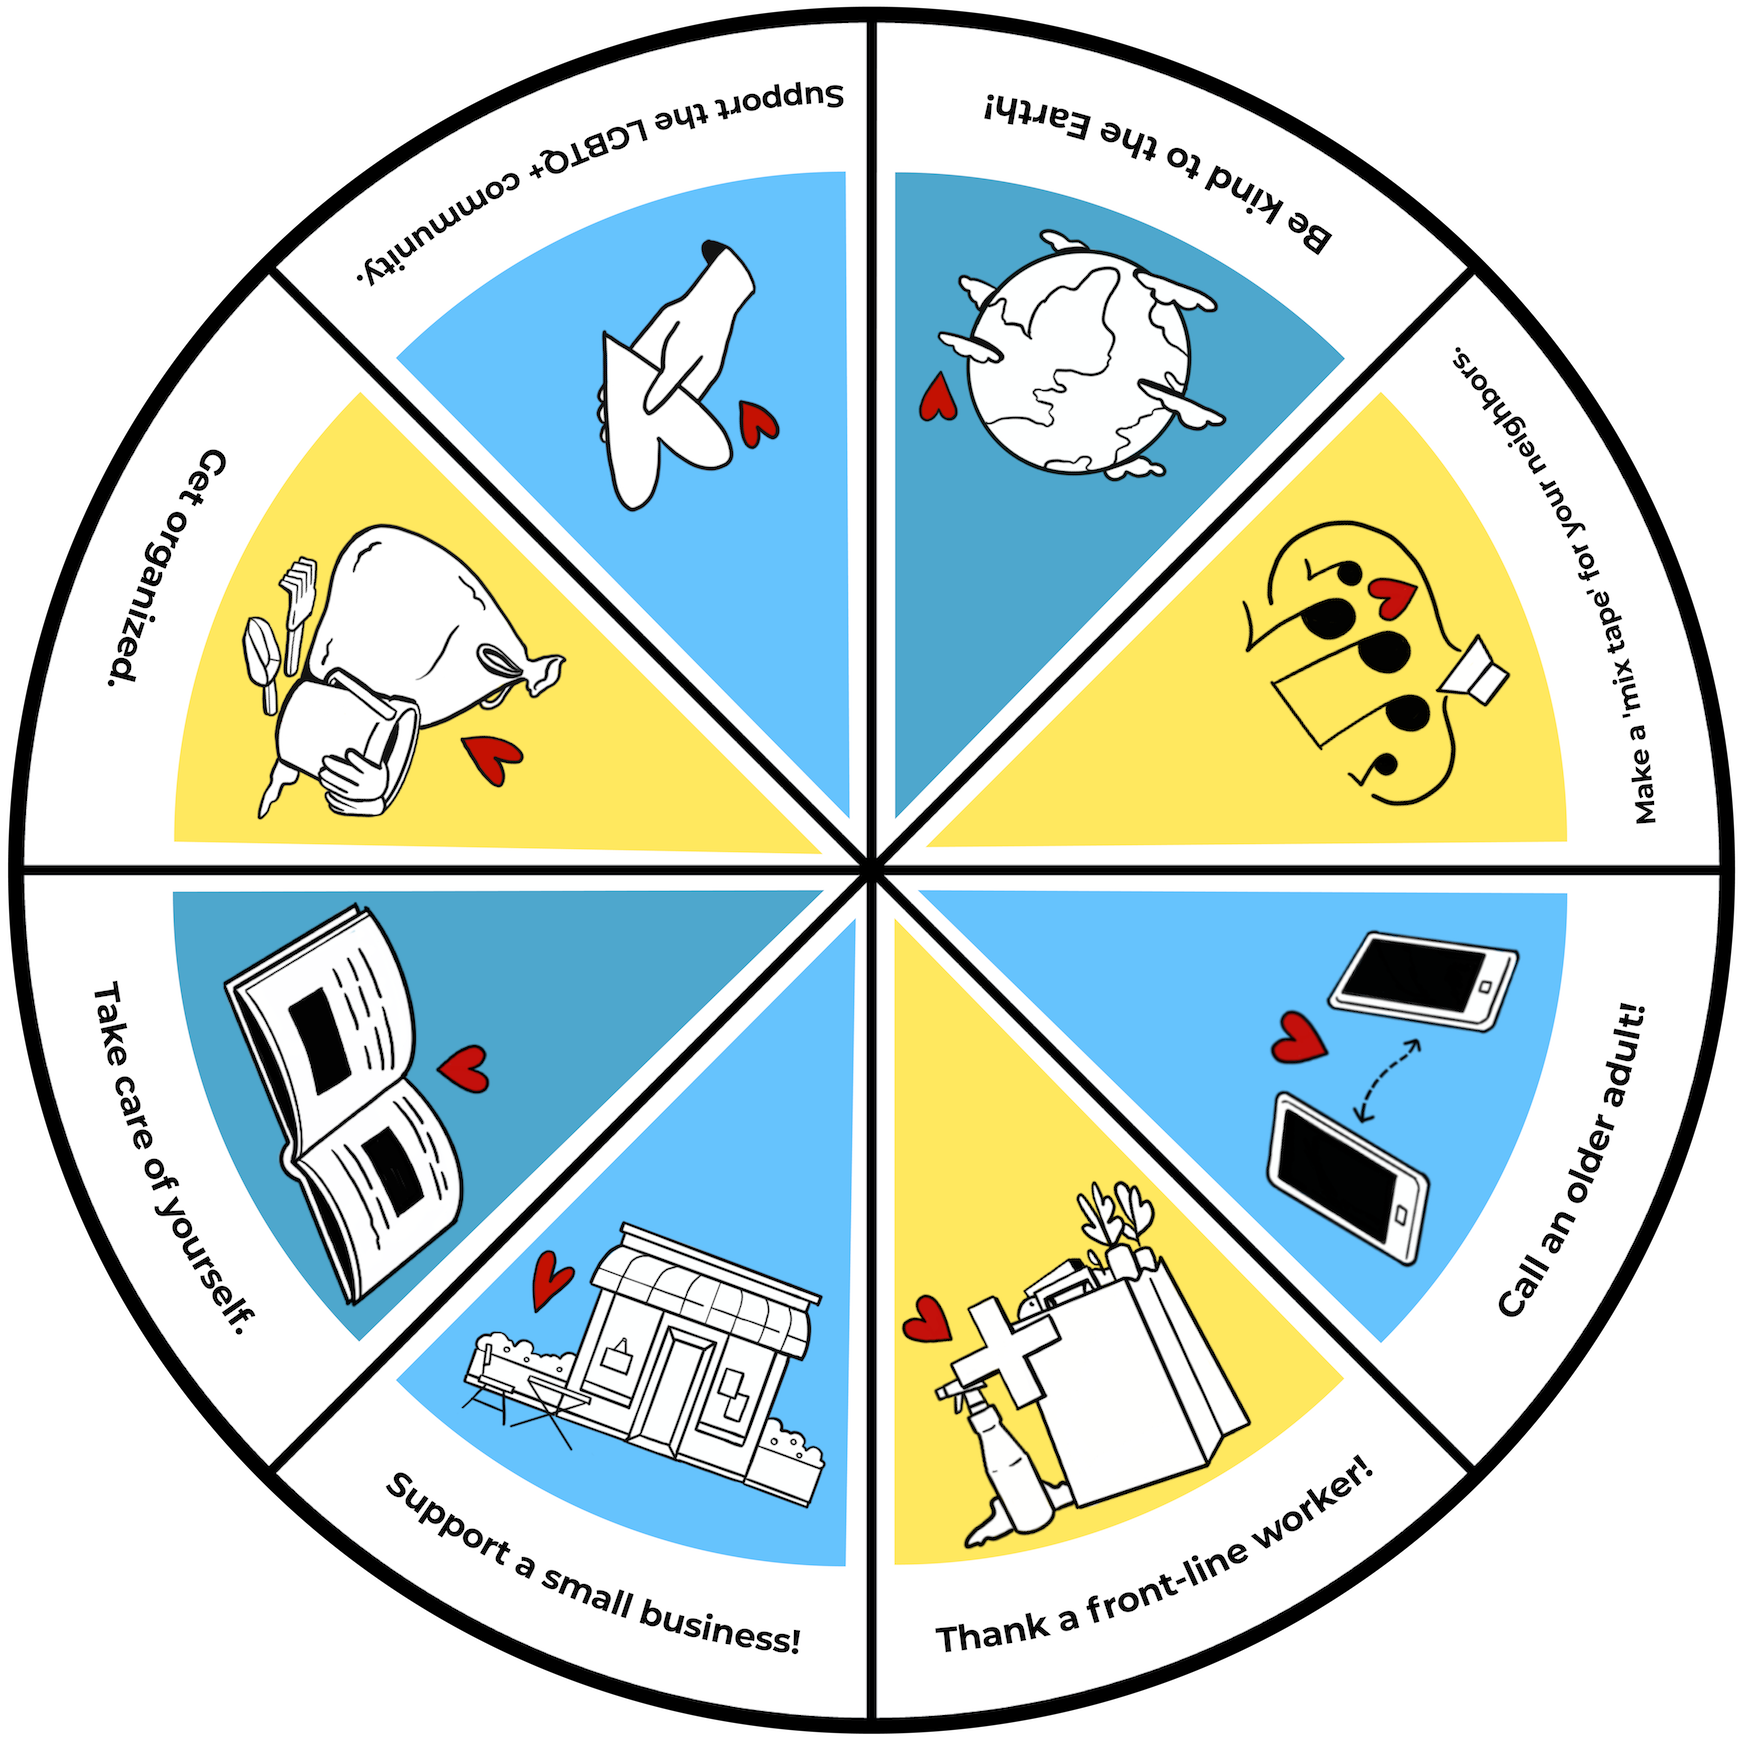 Be kind to the Earth!
Make a 'mix tape' for your neighbors.
Call an older adult!
Thank a front-line worker!
Support a small business!
Take care of yourself.
Get organized.
Support the LGBTQ+ community.